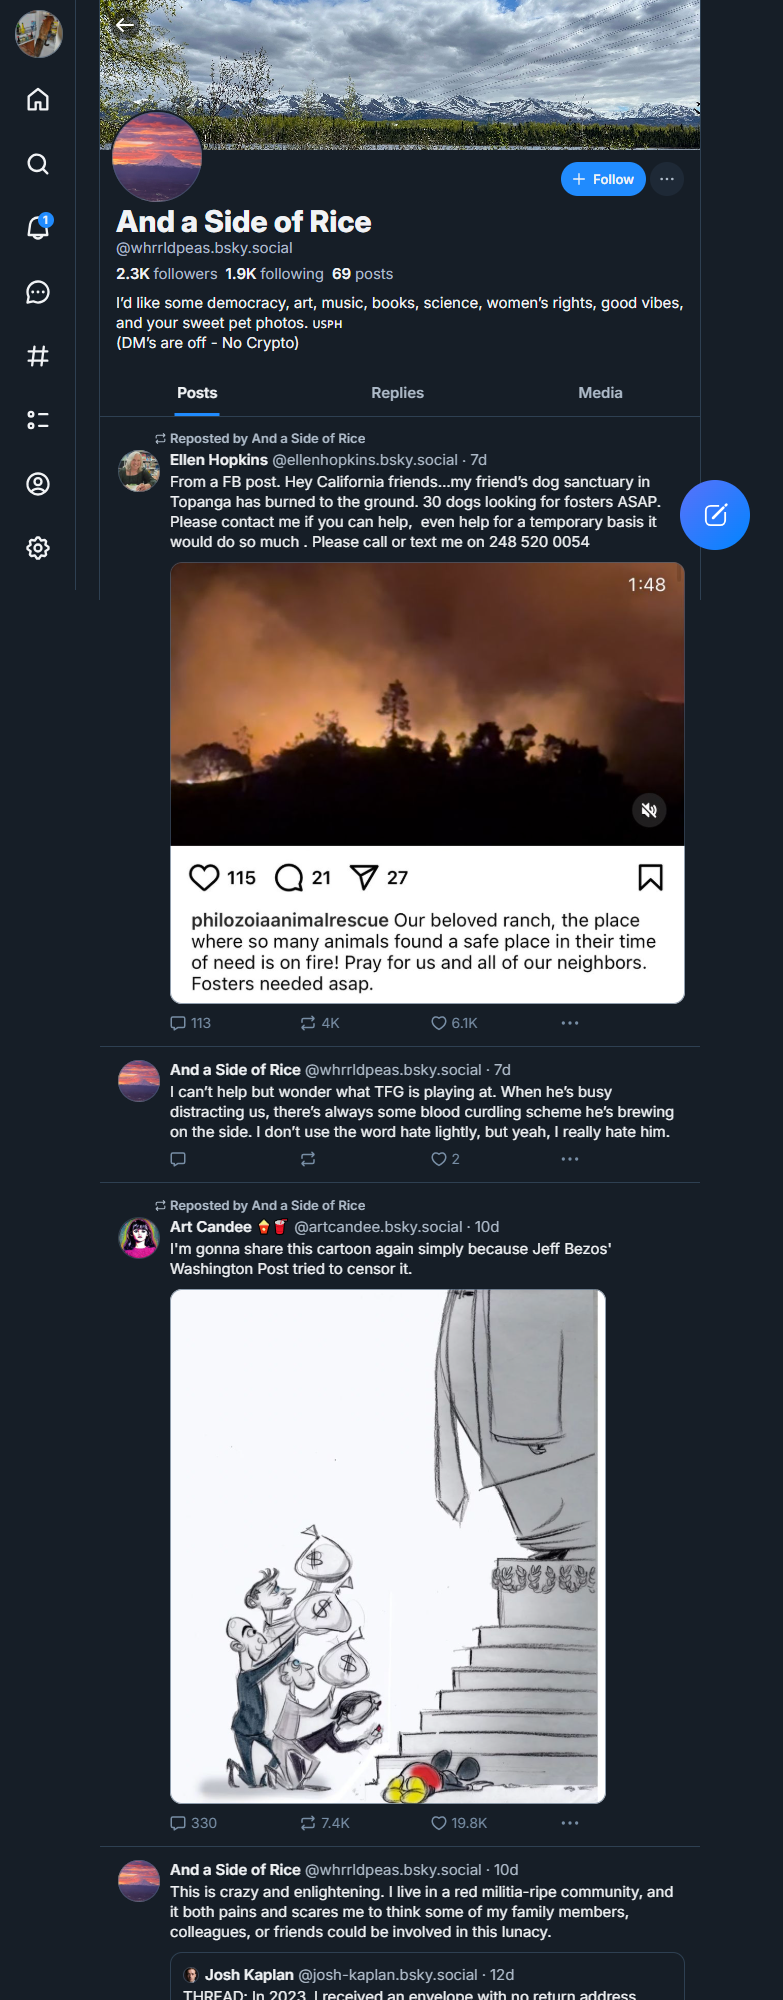 1
Follow
And a Side of Rice
@whrrldpeas.bsky.social
2.3K followers 1.9K following 69 posts
I'd like some democracy, art, music, books, science, women's rights, good vibes,
and your sweet pet photos. ᴜꜱᴘʜ
(DM's are off - No Crypto)
Posts Replies Media
Reposted by And a Side of Rice
Ellen Hopkins @ellenhopkins.bsky.social · 7d
From a FB post. Hey California friends...my friend's dog sanctuary in
Topanga has burned to the ground. 30 dogs looking for fosters ASAP.
Please contact me if you can help,  even help for a temporary basis it
would do so much . Please call or text me on 248 520 0054
1:48
115 21 27
philozoiaanimalrescue Our beloved ranch, the place
where so many animals found a safe place in their time
of need is on fire! Pray for us and all of our neighbors.
Fosters needed asap.
113 4K 6.1K
And a Side of Rice @whrrldpeas.bsky.social · 7d
I can't help but wonder what TFG is playing at. When he's busy
distracting us, there's always some blood curdling scheme he's brewing
on the side. I don't use the word hate lightly, but yeah, I really hate him.
2
Reposted by And a Side of Rice
Art Candee 🍿🥤 @artcandee.bsky.social · 10d
I'm gonna share this cartoon again simply because Jeff Bezos'
Washington Post tried to censor it.
$
$
$
330 7.4K 19.8K
And a Side of Rice @whrrldpeas.bsky.social · 10d
This is crazy and enlightening. I live in a red militia-ripe community, and
it both pains and scares me to think some of my family members,
colleagues, or friends could be involved in this lunacy.
Josh Kaplan @josh-kaplan.bsky.social · 12d
THREAD: In 2023, I received an envelope with no return address